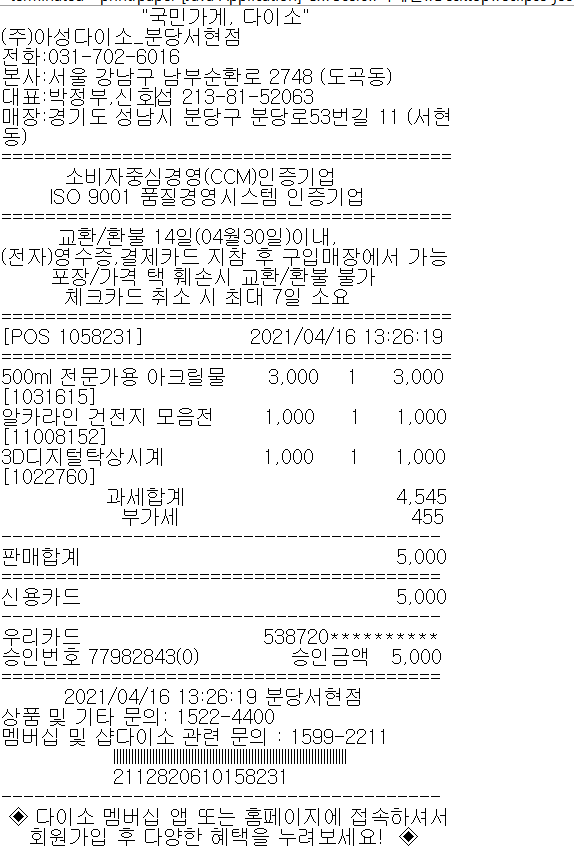 "국민가게, 다이소"
(주)아성다이소_분당서현점
전화:031-702-6016
본사:서울 강남구 남부순환로 2748 (도곡동)
대표:박정부,신호섭 213-81-52063
매장:경기도 성남시 분당구 분당로53번길 11 (서현
동)
=========================================
소비자중심경영(CCM)인증기업
ISO 9001 품질경영시스템 인증기업
=========================================
교환/환불 14일(04월30일)이내,
(전자)영수증,결제카드 지참 후 구입매장에서 가능
포장/가격 택 훼손시 교환/환불 불가
체크카드 취소 시 최대 7일 소요
=========================================
[POS 1058231] 2021/04/16 13:26:19
=========================================
500ml 전문가용 아크릴물 3,000 1 3,000
[1031615]
알카라인 건전지 모음전 1,000 1 1,000
[11008152]
3D디지털탁상시계 1,000 1 1,000
[1022760]
과세합계 4,545
부가세 455
----------------------------------------
판매합계 5,000
========================================
신용카드 5,000
----------------------------------------
우리카드 538720**********
승인번호 77982843(0) 승인금액 5,000
========================================
2021/04/16 13:26:19 분당서현점
상품 및 기타 문의: 1522-4400
멤버십 및 샵다이소 관련 문의 : 1599-2211
2112820610158231
----------------------------------------
◈ 다이소 멤버십 앱 또는 홈페이지에 접속하셔서
회원가입 후 다양한 혜택을 누려보세요! ◈